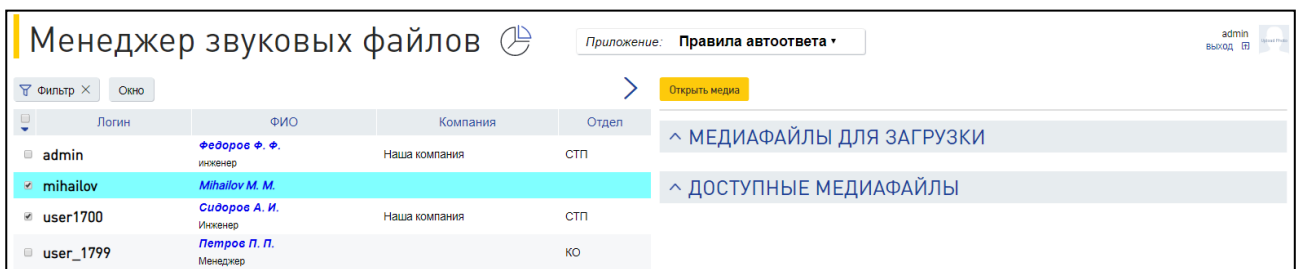 Менеджер звуковых файлов
Приложение: Правила автоответа
admin
выход
Фильтр
Окно
Открыть медиа
Логин ФИО Компания Отдел
admin Федоров Ф. Ф. Наша компания СТП
инженер
mihailov Mihailov M. M.
user1700 Сидоров А. И. Наша компания СТП
Инженер
user_1799 Петров П. П. КО
Менеджер
МЕДИАФАЙЛЫ ДЛЯ ЗАГРУЗКИ
ДОСТУПНЫЕ МЕДИАФАЙЛЫ